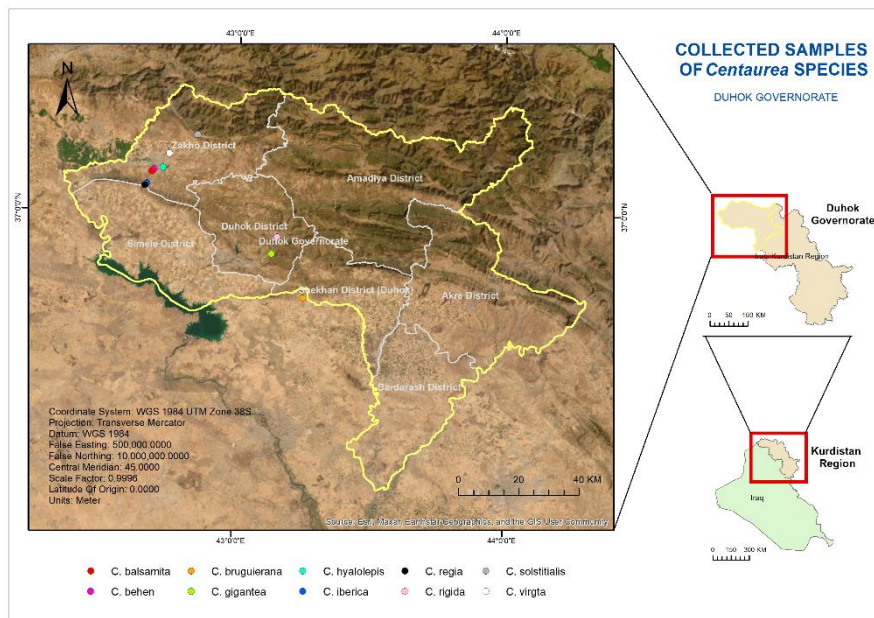 43°0'0"E
44°0'0"E
COLLECTED SAMPLES
OF Centaurea SPECIES
DUHOK GOVERNORATE
N
Zakho District
Amadiya District
37°0'0"N
37°0'0"N
Duhok District
Simele District
Duhok Governorate
Shekhan District (Duhok)
Akre District
Bardarash District
Coordinate System: WGS 1984 UTM Zone 38S
Projection: Transverse Mercator
Datum: WGS 1984
False Easting: 500,000.0000
False Northing: 10,000,000.0000
Central Meridian: 45.0000
Scale Factor: 0.9996
Latitude Of Origin: 0.0000
Units: Meter
0 20 40 KM
Source: Esri, Maxar, Earthstar Geographics, and the GIS User Community
43°0'0"E
44°0'0"E
Duhok
Governorate
Iraqi Kurdistan Region
0 50 100 KM
Kurdistan
Region
Iraq
0 150 300 KM
C. balsamita
C. bruguierana
C. hyalolepis
C. regia
C. solstitialis
C. behen
C. gigantea
C. iberica
C. rigida
C. virgta